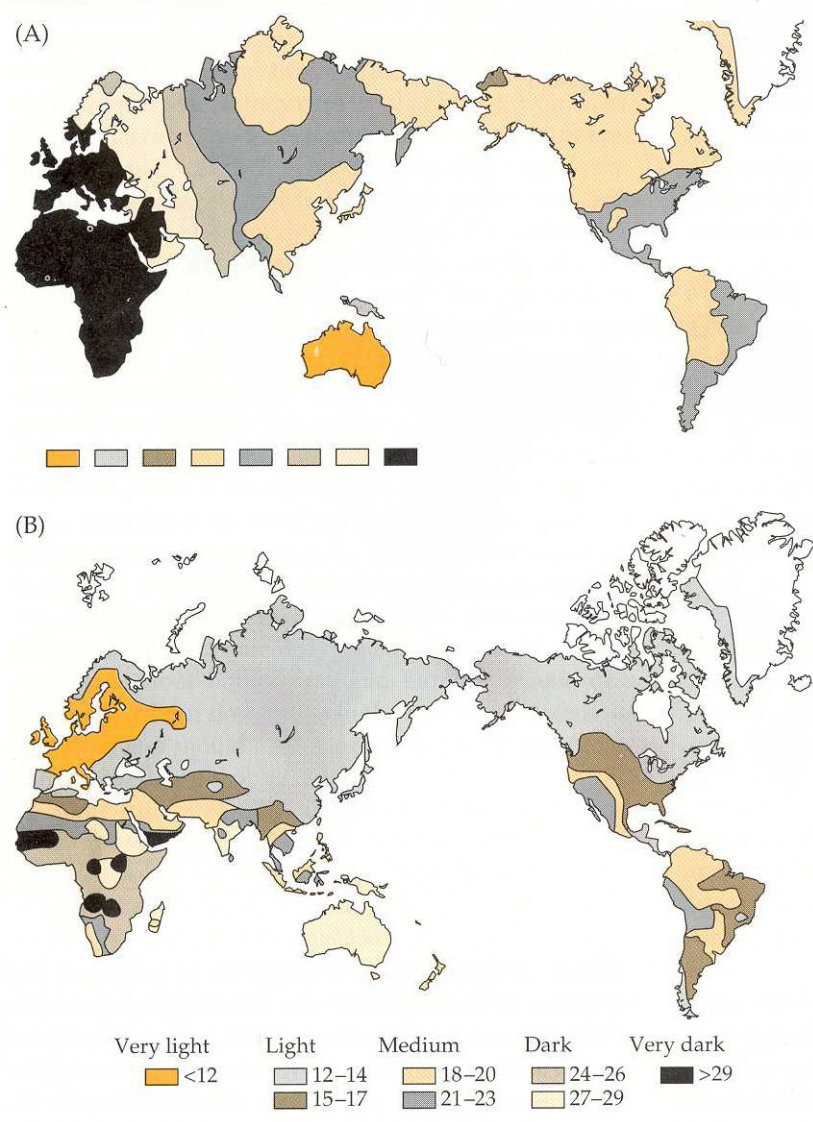 (A)
(B)
Very light Light Medium Dark Very dark
<12 12–14 18–20 24–26 >29
15–17 21–23 27–29